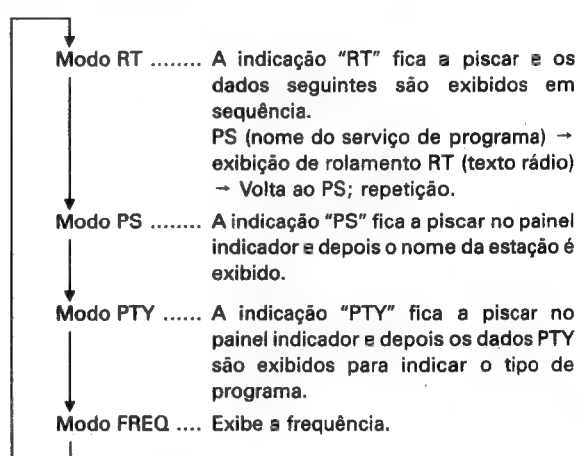 Modo RT ........ A indicação "RT" fica a piscar e os
dados seguintes são exibidos em
sequência.
PS (nome do serviço de programa) →
exibição de rolamento RT (texto rádio)
→ Volta ao PS; repetição.
Modo PS ........ A indicação "PS" fica a piscar no painel
indicador e depois o nome da estação é
exibido.
Modo PTY ...... A indicação "PTY" fica a piscar no
painel indicador e depois os dados PTY
são exibidos para indicar o tipo de
programa.
Modo FREQ .... Exibe a frequência.